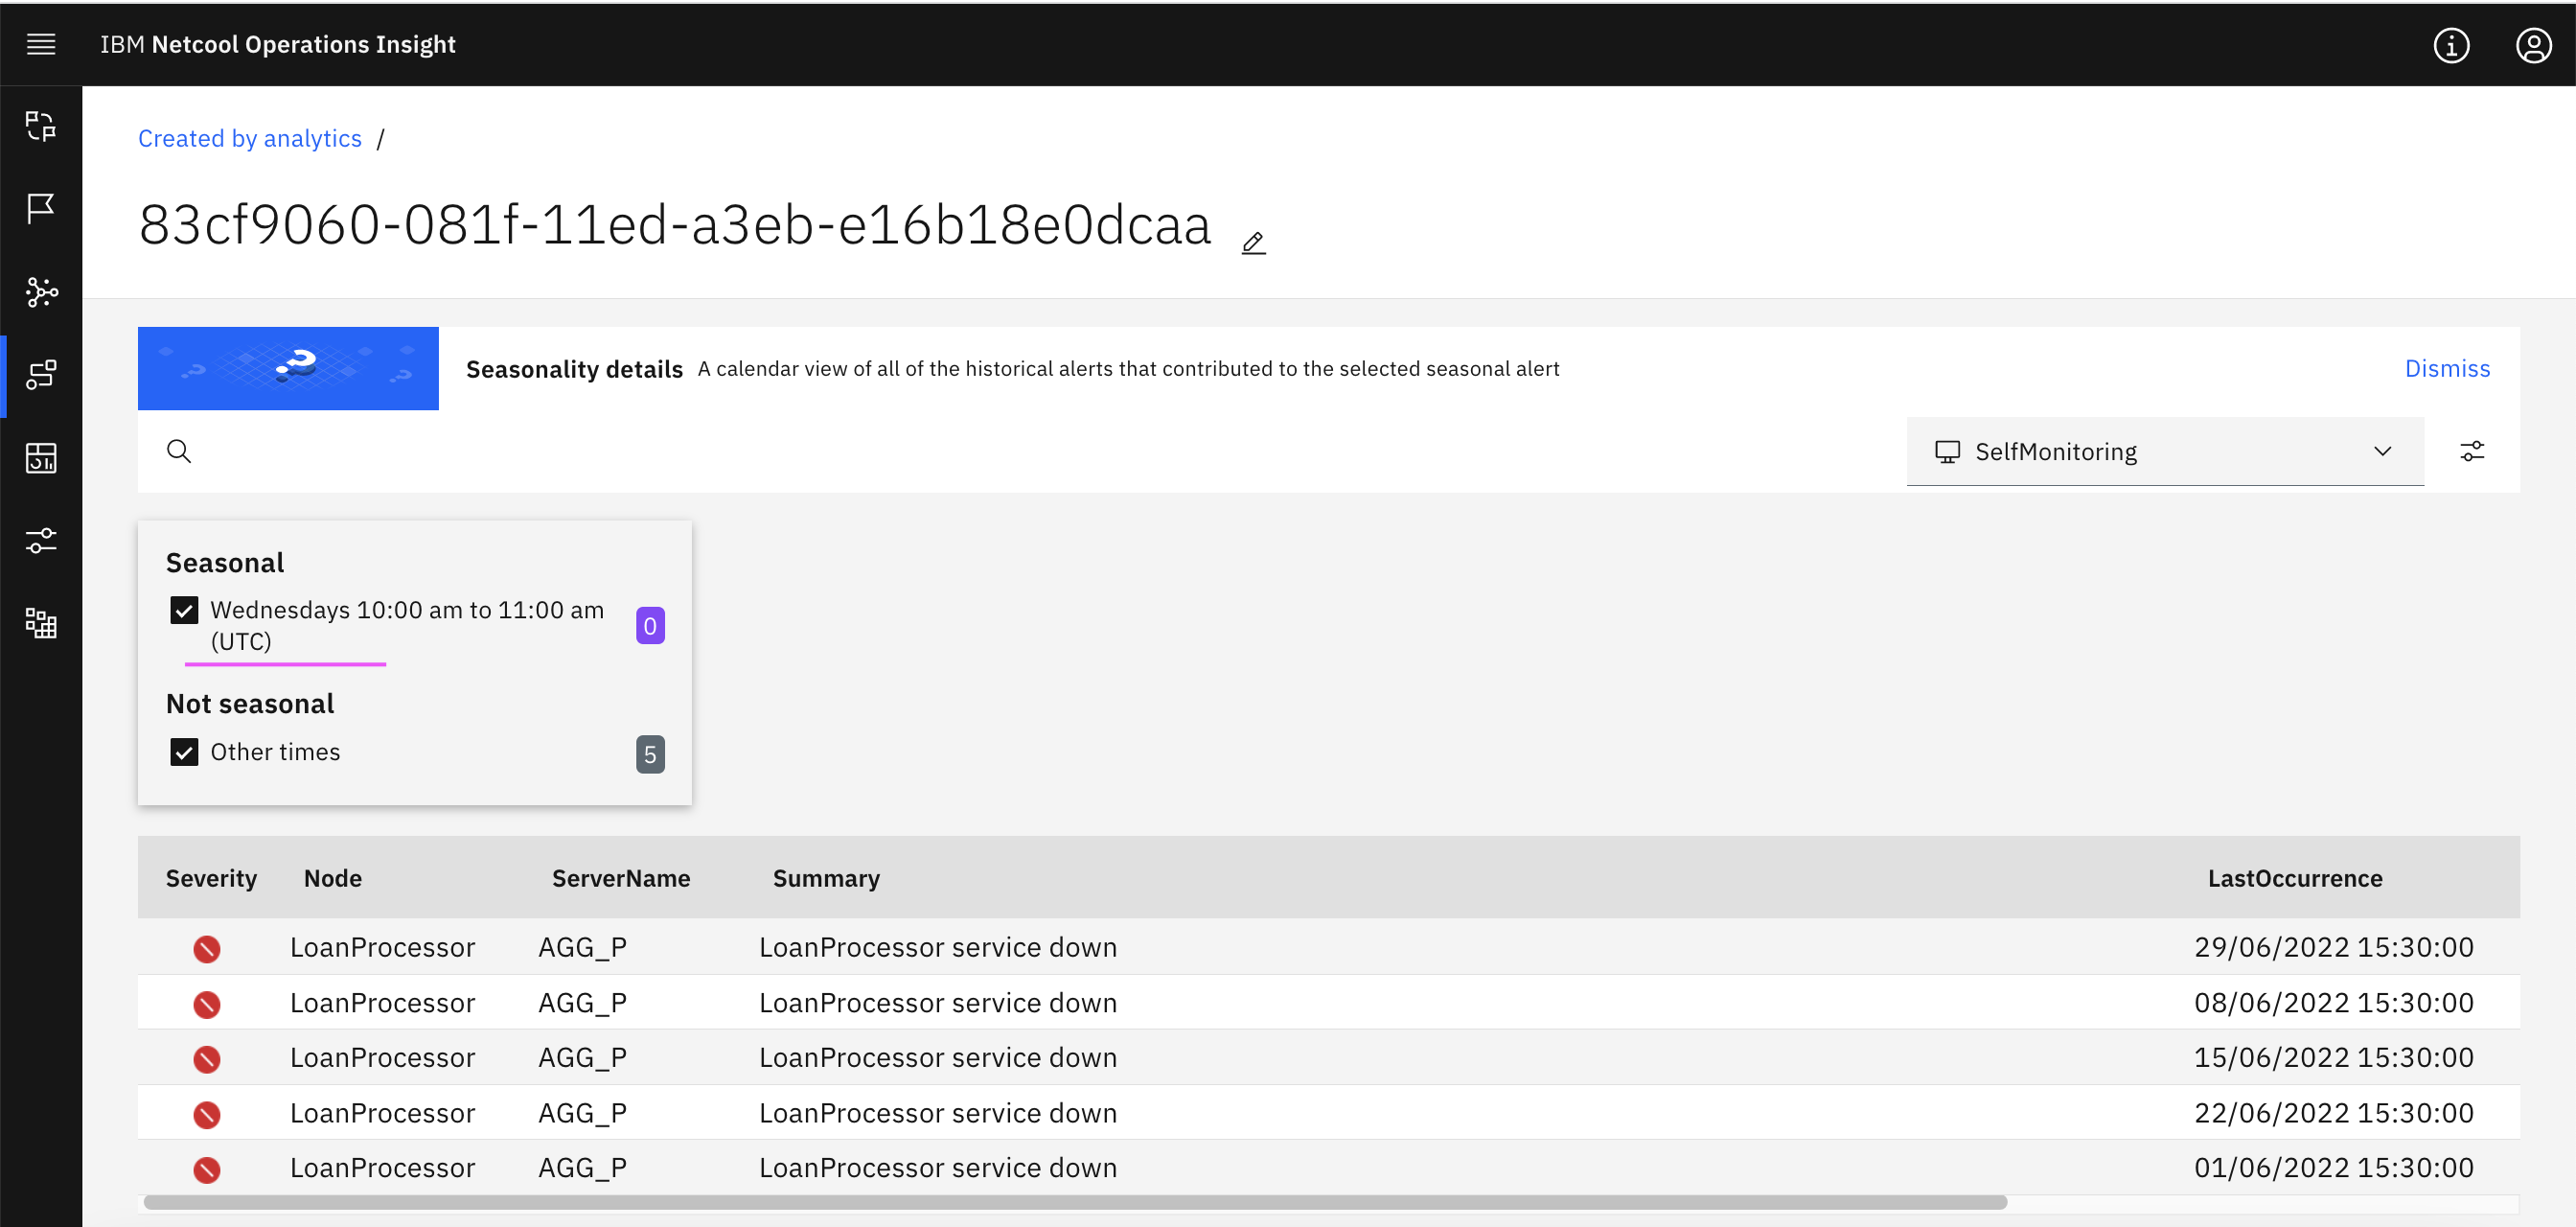 IBM Netcool Operations Insight
Created by analytics /
83cf9060-081f-11ed-a3eb-e16b18e0dcaa
Seasonality details A calendar view of all of the historical alerts that contributed to the selected seasonal alert Dismiss
SelfMonitoring
Seasonal
Wednesdays 10:00 am to 11:00 am
(UTC)
0
Not seasonal
Other times 5
Severity Node ServerName Summary LastOccurrence
LoanProcessor AGG_P LoanProcessor service down 29/06/2022 15:30:00
LoanProcessor AGG_P LoanProcessor service down 08/06/2022 15:30:00
LoanProcessor AGG_P LoanProcessor service down 15/06/2022 15:30:00
LoanProcessor AGG_P LoanProcessor service down 22/06/2022 15:30:00
LoanProcessor AGG_P LoanProcessor service down 01/06/2022 15:30:00